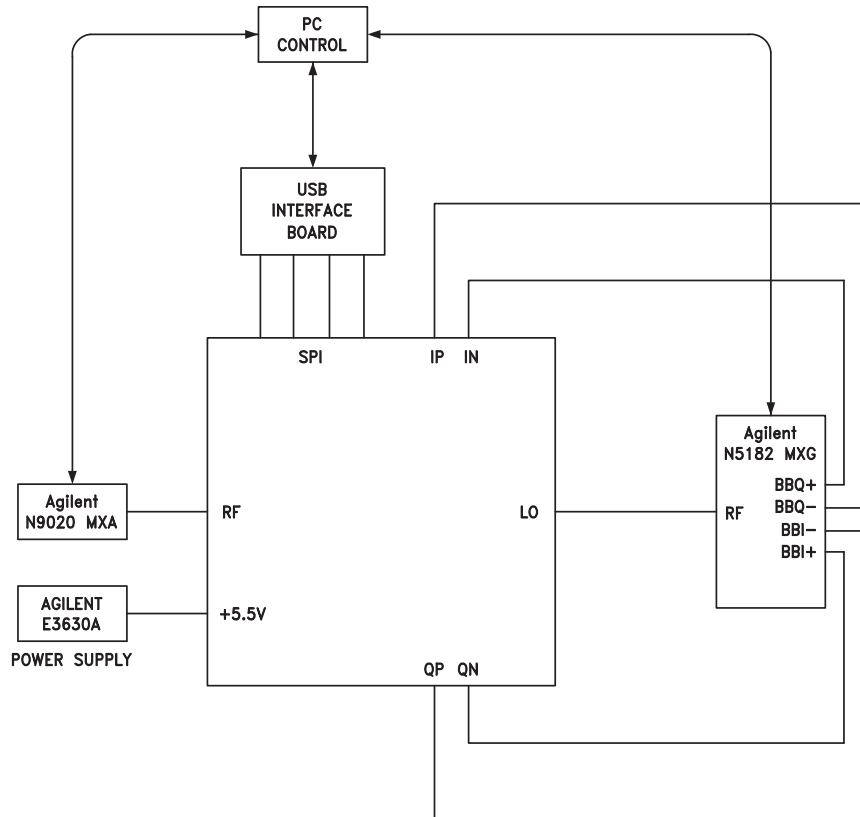 PC
CONTROL
USB
INTERFACE
BOARD
SPI
IP IN
Agilent
N5182 MXG
BBQ+
BBQ-
BBI-
BBI+
RF
Agilent
N9020 MXA
RF
LO
AGILENT
E3630A
+5.5V
POWER SUPPLY
QP QN